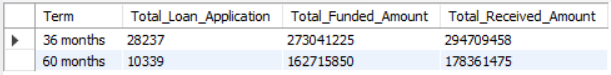 Term Total_Loan_Application Total_Funded_Amount Total_Received_Amount
36 months 28237 273041225 294709458
60 months 10339 162715850 178361475